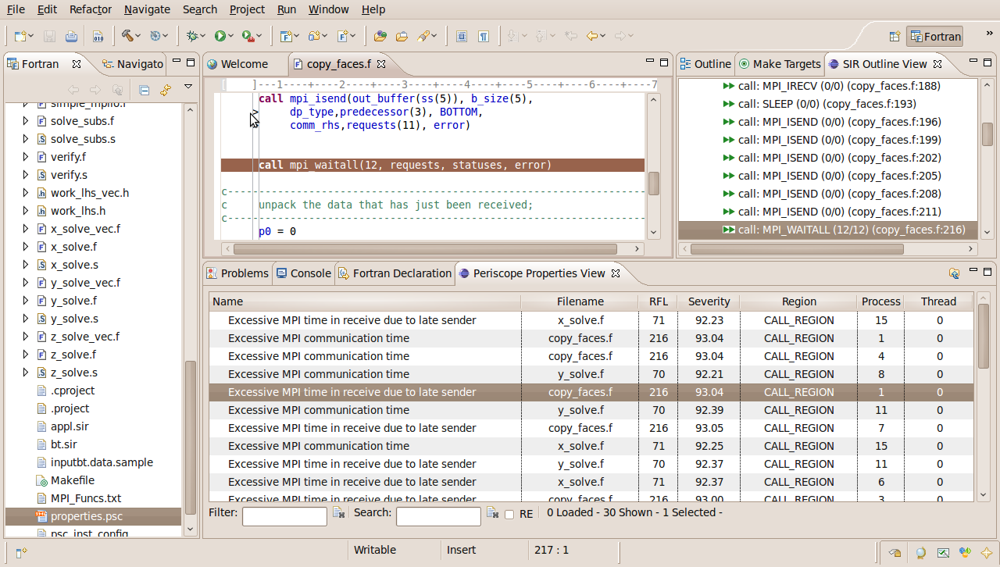 File Edit Refactor Navigate Search Project Run Window Help
Fortran
Fortran Navigato
simple_mpiio.f
solve_subs.f
solve_subs.s
verify.f
verify.s
work_lhs_vec.h
work_lhs.h
x_solve_vec.f
x_solve.f
x_solve.s
y_solve_vec.f
y_solve.f
y_solve.s
z_solve_vec.f
z_solve.f
z_solve.s
.cproject
.project
appl.sir
bt.sir
inputbt.data.sample
Makefile
MPI_Funcs.txt
properties.psc
psc_inst_config
Welcome copy_faces.f
[ ]---1----+----2----+----3----+----4----+----5----+----6----+----7
call mpi_isend(out_buffer(ss(5)), b_size(5),
> dp_type,predecessor(3), BOTTOM,
comm_rhs,requests(11), error)
call mpi_waitall(12, requests, statuses, error)
c-------------------------------------------------------------------
c unpack the data that has just been received;
c-------------------------------------------------------------------
p0 = 0
Outline Make Targets SIR Outline View
call: MPI_IRECV (0/0) (copy_faces.f:188)
call: SLEEP (0/0) (copy_faces.f:193)
call: MPI_ISEND (0/0) (copy_faces.f:196)
call: MPI_ISEND (0/0) (copy_faces.f:199)
call: MPI_ISEND (0/0) (copy_faces.f:202)
call: MPI_ISEND (0/0) (copy_faces.f:205)
call: MPI_ISEND (0/0) (copy_faces.f:208)
call: MPI_ISEND (0/0) (copy_faces.f:211)
call: MPI_WAITALL (12/12) (copy_faces.f:216)
Problems Console Fortran Declaration Periscope Properties View
Name Filename RFL Severity Region Process Thread
Excessive MPI time in receive due to late sender x_solve.f 71 92.23 CALL_REGION 15 0
Excessive MPI communication time copy_faces.f 216 93.04 CALL_REGION 1 0
Excessive MPI communication time copy_faces.f 216 93.04 CALL_REGION 4 0
Excessive MPI communication time y_solve.f 70 92.21 CALL_REGION 8 0
Excessive MPI time in receive due to late sender copy_faces.f 216 93.04 CALL_REGION 1 0
Excessive MPI communication time y_solve.f 70 92.39 CALL_REGION 11 0
Excessive MPI time in receive due to late sender copy_faces.f 216 93.05 CALL_REGION 7 0
Excessive MPI communication time x_solve.f 71 92.25 CALL_REGION 15 0
Excessive MPI time in receive due to late sender y_solve.f 70 92.37 CALL_REGION 11 0
Excessive MPI time in receive due to late sender x_solve.f 71 92.37 CALL_REGION 6 0
Excessive MPI time in receive due to late sender copy_faces.f 216 93.00 CALL_REGION 3 0
Filter: Search: RE 0 Loaded - 30 Shown - 1 Selected -
Writable Insert 217 : 1